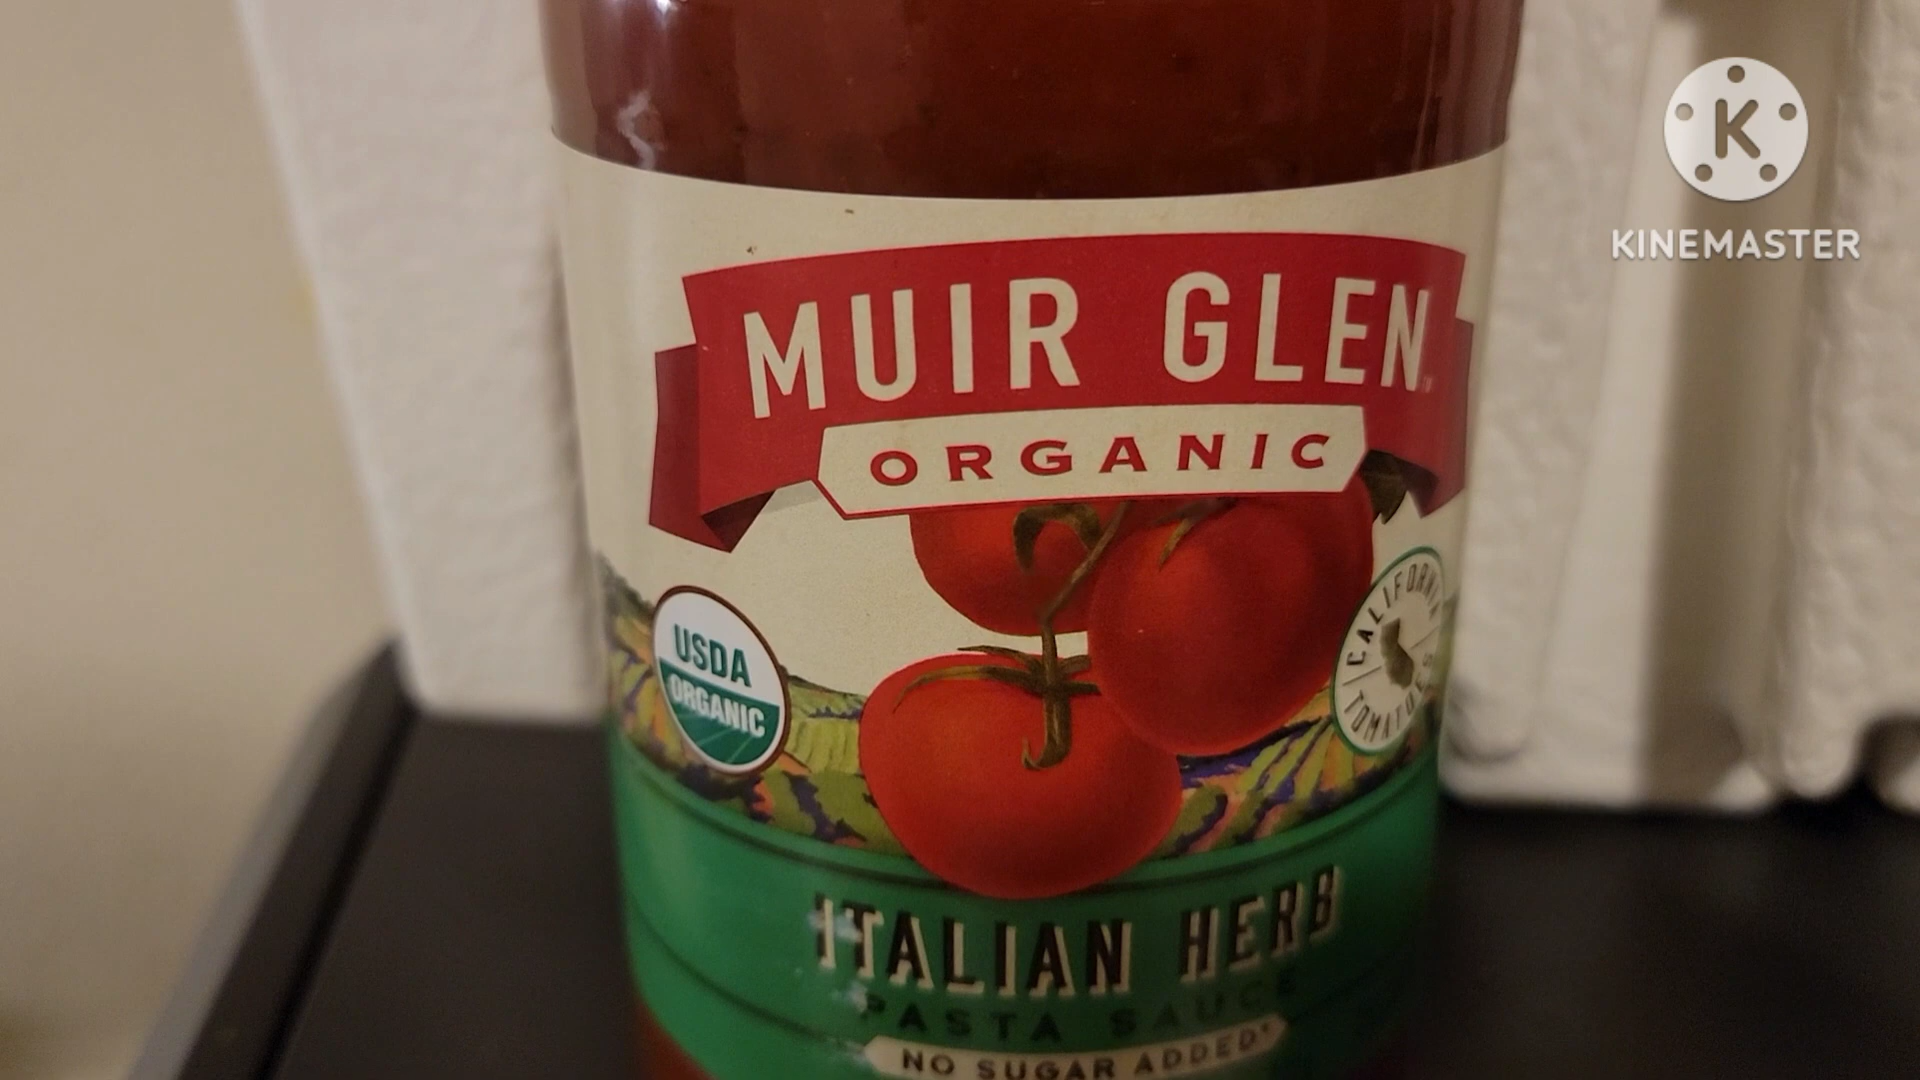 K
KINEMASTER
MUIR GLEN
ORGANIC
USDA
ORGANIC
CALIFORNIA
TOMATOES
ITALIAN HERB
PASTA SAUCE
NO SUGAR ADDED*